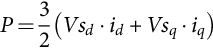 P = 3/2 (Vs_d · i_d + Vs_q · i_q)